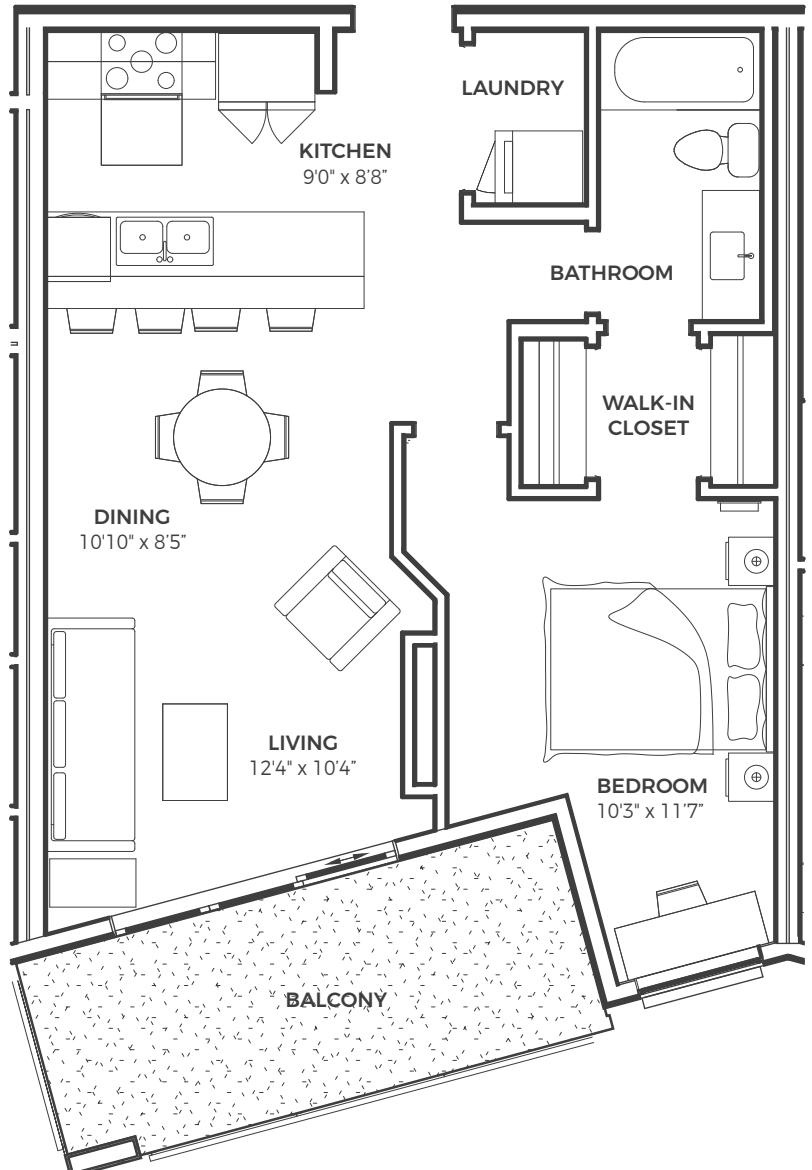 LAUNDRY
KITCHEN
9'0" x 8'8"
BATHROOM
WALK-IN
CLOSET
DINING
10'10" x 8'5"
LIVING
12'4" x 10'4"
BEDROOM
10'3" x 11'7"
BALCONY